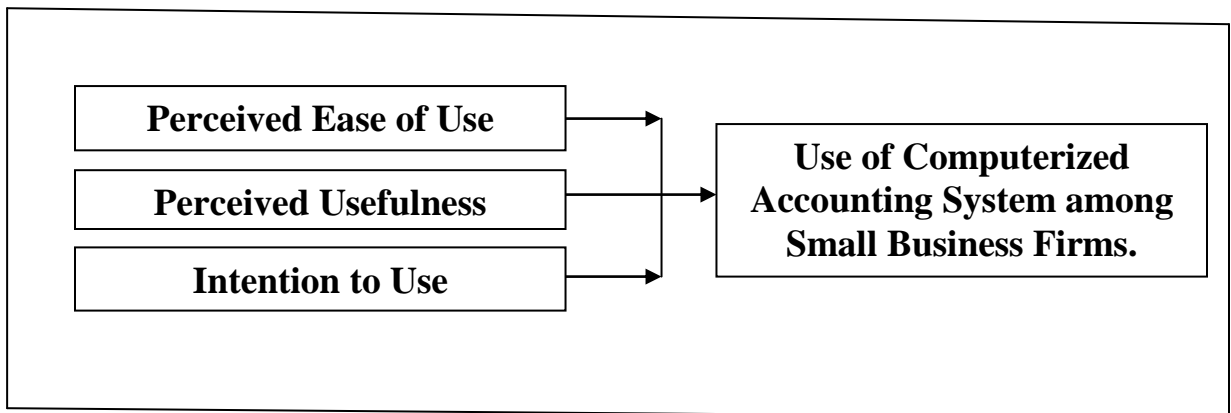 Perceived Ease of Use
Perceived Usefulness
Intention to Use
Use of Computerized
Accounting System among
Small Business Firms.